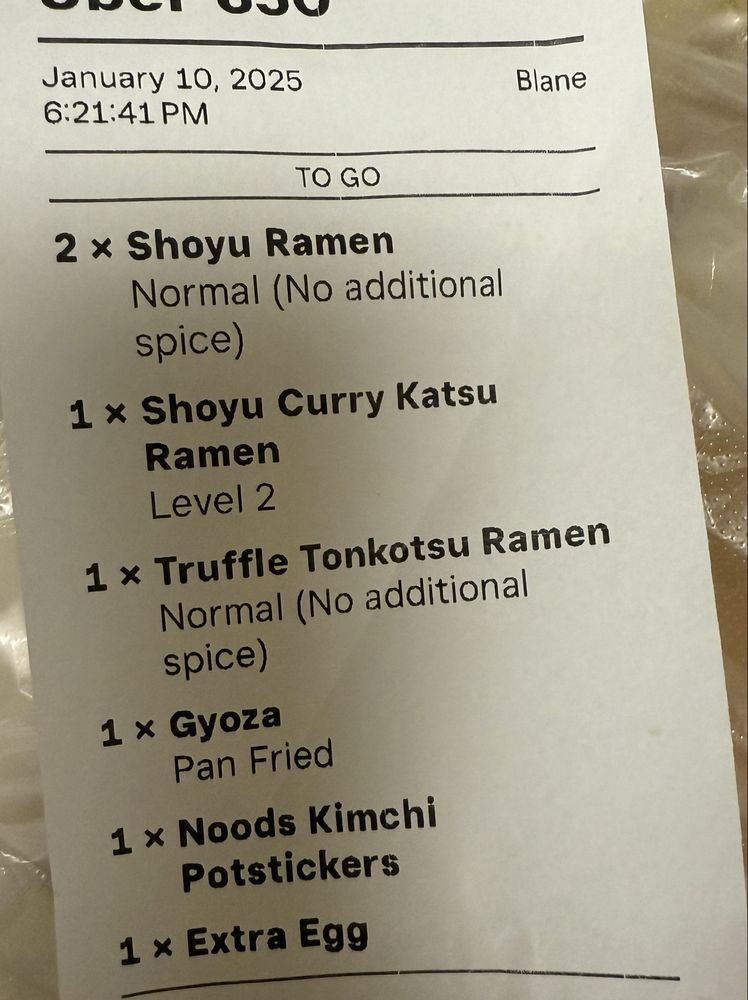 January 10, 2025 Blane
6:21:41 PM
TO GO
2 × Shoyu Ramen
Normal (No additional
spice)
1 × Shoyu Curry Katsu
Ramen
Level 2
1 × Truffle Tonkotsu Ramen
Normal (No additional
spice)
1 × Gyoza
Pan Fried
1 × Noods Kimchi
Potstickers
1 × Extra Egg